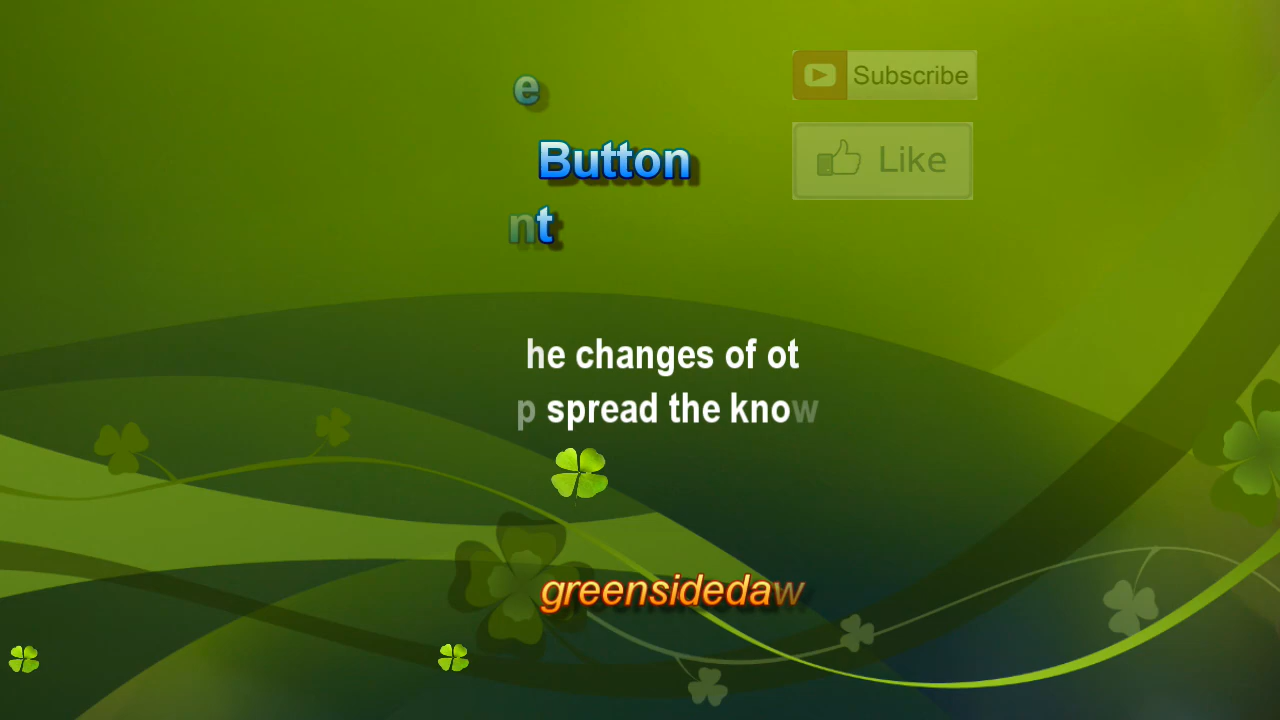 e
Subscribe
Button
Like
nt
he changes of ot
p spread the know
greensidedaw